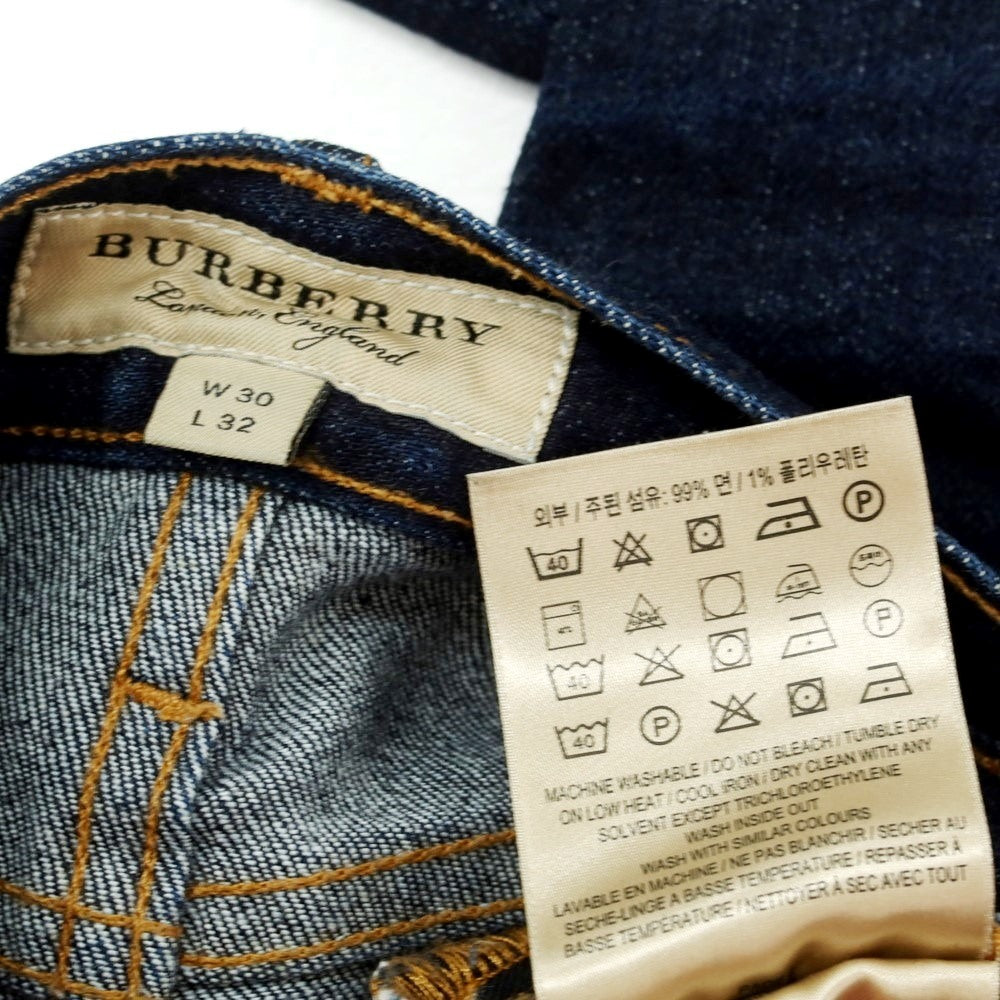 BURBERRY
London England
W 30
L 32
외부 / 주된 섬유: 99% 면 / 1% 폴리우레탄
40 P
40 P
40 P
MACHINE WASHABLE / DO NOT BLEACH / TUMBLE DRY
ON LOW HEAT / COOL IRON / DRY CLEAN WITH ANY
SOLVENT EXCEPT TRICHLOROETHYLENE
WASH INSIDE OUT
WASH WITH SIMILAR COLOURS
LAVABLE EN MACHINE / NE PAS BLANCHIR / SECHER AU
SECHE-LINGE A BASSE TEMPERATURE / REPASSER À
BASSE TEMPERATURE / NETTOYER À SEC AVEC TOUT